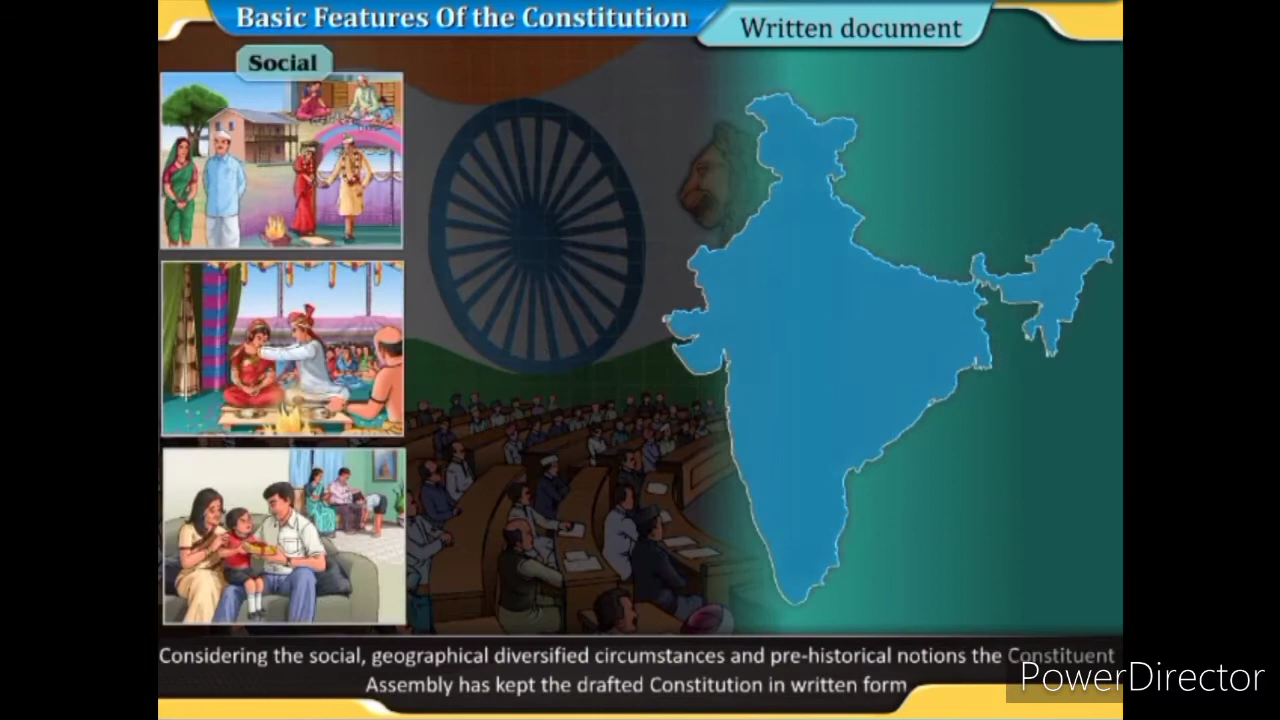 Basic Features Of the Constitution
Written document
Social
Considering the social, geographical diversified circumstances and pre-historical notions the Constituent
Assembly has kept the drafted Constitution in written form
PowerDirector